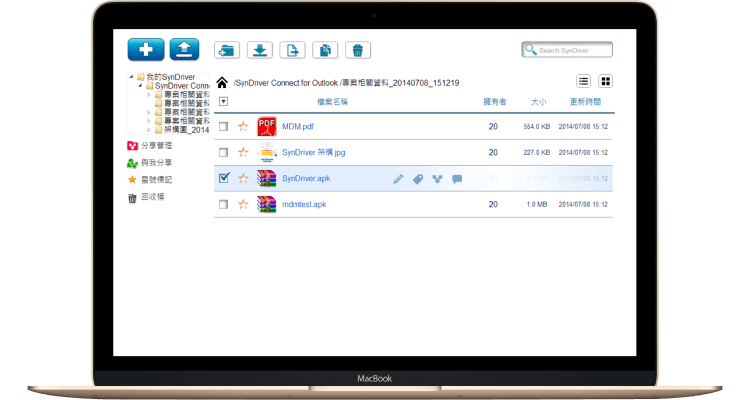 Search SynDriver
我的SynDriver
SynDriver Conn
專案相關資料
專案相關資料
專案相關資料
專案相關資料
架構圖_2014
分享管理
與我分享
星號標記
回收桶
/SynDriver Connect for Outlook /專案相關資料_20140708_151219
檔案名稱 擁有者 大小 更新時間
PDF MDM.pdf 20 554.0 KB 2014/07/08 15:12
SynDriver 架構.jpg 20 227.0 KB 2014/07/08 15:12
SynDriver.apk 20 2014/07/08 15:12
mdmtest.apk 20 1.0 MB 2014/07/08 15:12
MacBook